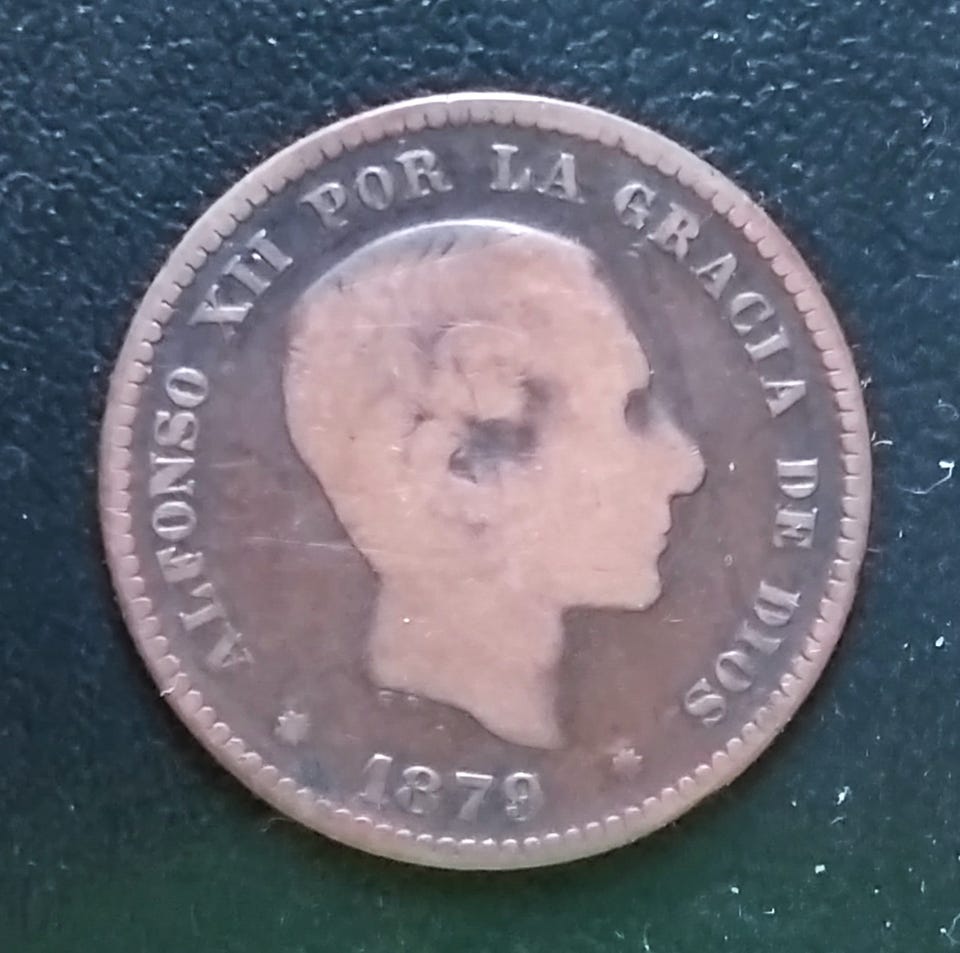 ALFONSO XII POR LA GRACIA DE DIOS
1879